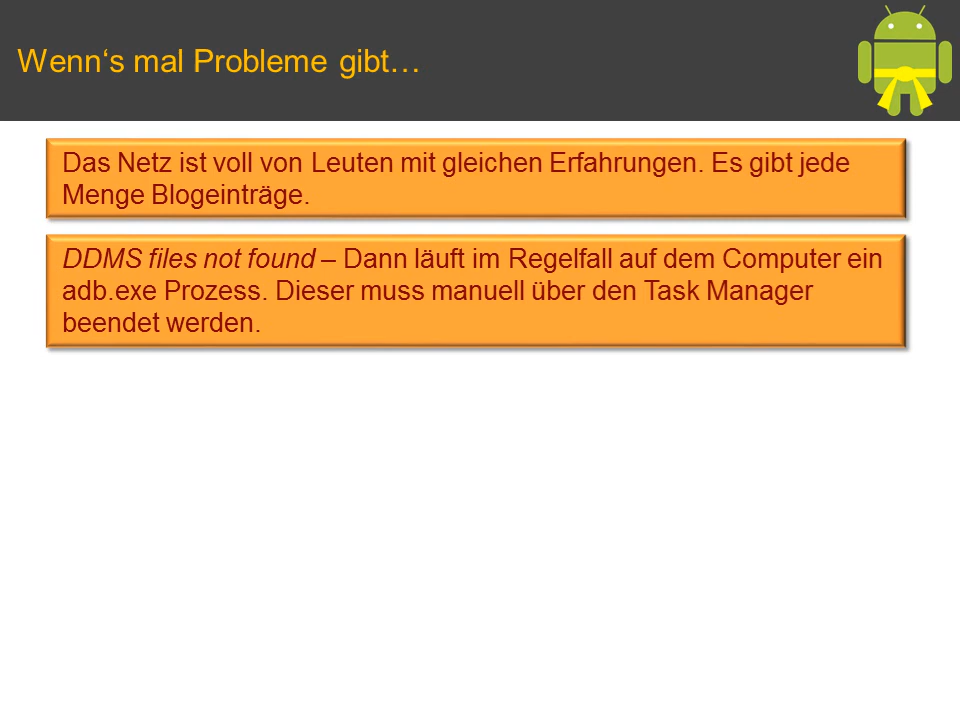 Wenn‘s mal Probleme gibt…
Das Netz ist voll von Leuten mit gleichen Erfahrungen. Es gibt jede
Menge Blogeinträge.
DDMS files not found – Dann läuft im Regelfall auf dem Computer ein
adb.exe Prozess. Dieser muss manuell über den Task Manager
beendet werden.